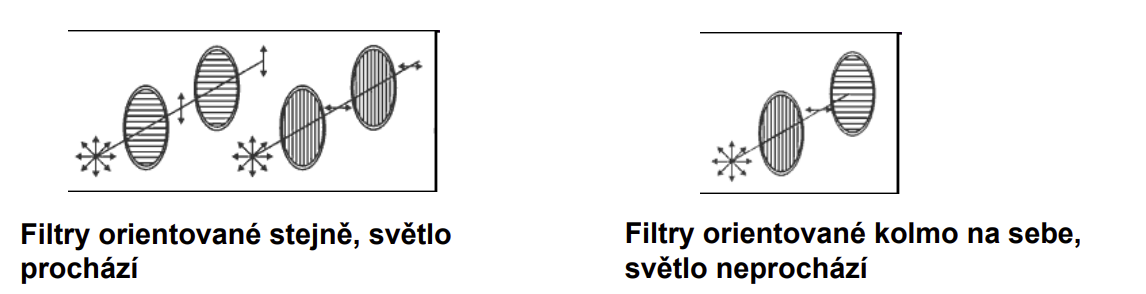 Filtry orientované stejně, světlo
prochází
Filtry orientované kolmo na sebe,
světlo neprochází